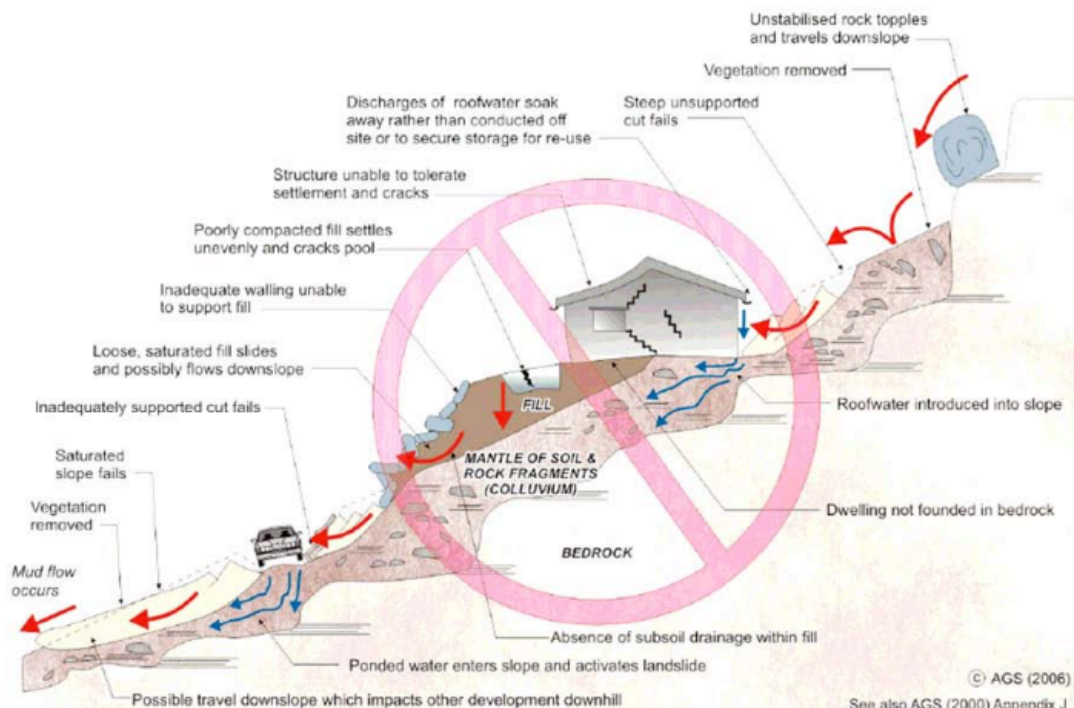 Unstabilised rock topples
and travels downslope
Vegetation removed
Discharges of roofwater soak
away rather than conducted off
site or to secure storage for re-use
Steep unsupported
cut fails
Structure unable to tolerate
settlement and cracks
Poorly compacted fill settles
unevenly and cracks pool
Inadequate walling unable
to support fill
Loose, saturated fill slides
and possibly flows downslope
Inadequately supported cut fails
Roofwater introduced into slope
FILL
Saturated
slope fails
MANTLE OF SOIL &
ROCK FRAGMENTS
(COLLUVIUM)
Vegetation
removed
Dwelling not founded in bedrock
BEDROCK
Mud flow
occurs
Absence of subsoil drainage within fill
Ponded water enters slope and activates landslide
© AGS (2006)
Possible travel downslope which impacts other development downhill
See also AGS (2000) Appendix J